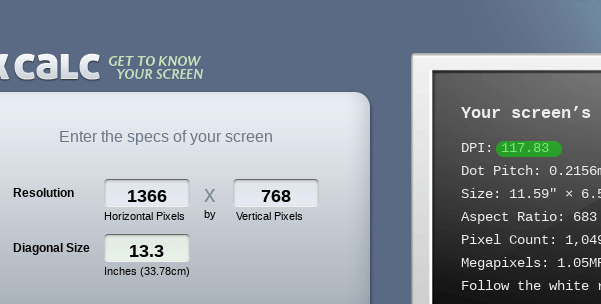 CALC GET TO KNOW
YOUR SCREEN
Enter the specs of your screen
Resolution 1366 X 768
Horizontal Pixels by Vertical Pixels
Diagonal Size 13.3
Inches (33.78cm)
Your screen’s
DPI: 117.83
Dot Pitch: 0.2156m
Size: 11.59" × 6.5
Aspect Ratio: 683
Pixel Count: 1,049
Megapixels: 1.05MP
Follow the white r